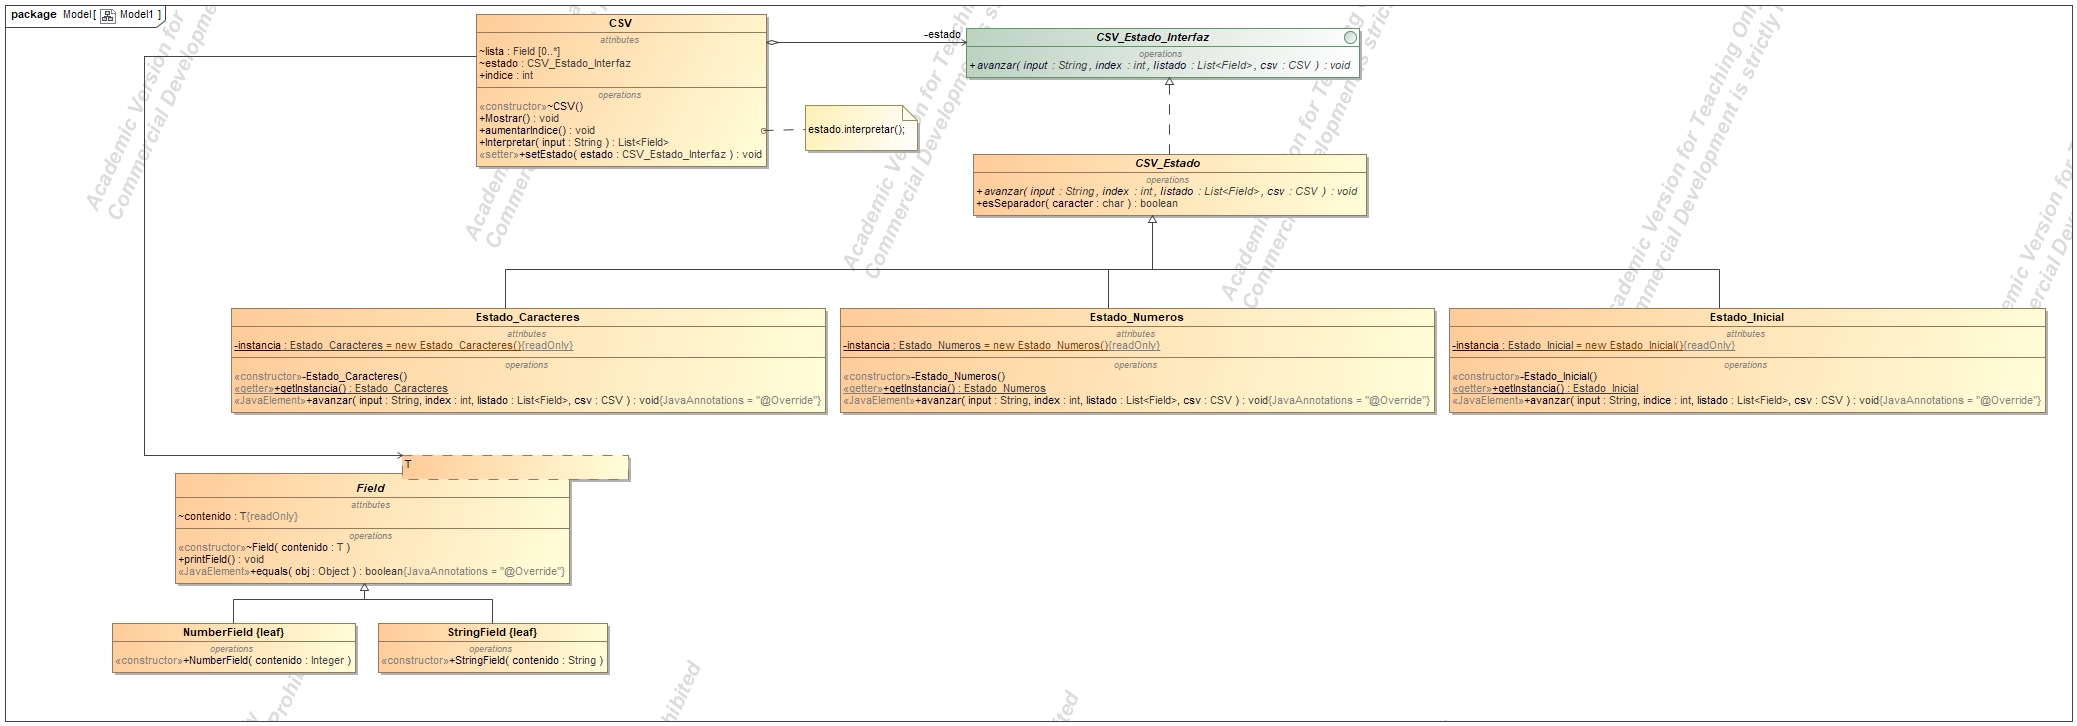 package Model[ Model1 ]
CSV
attributes
~lista : Field [0..*]
~estado : CSV_Estado_Interfaz
+indice : int
operations
«constructor»~CSV()
+Mostrar() : void
+aumentarIndice() : void
+Interpretar( input : String ) : List<Field>
«setter»+setEstado( estado : CSV_Estado_Interfaz ) : void
-estado
estado.interpretar();
CSV_Estado_Interfaz
operations
+avanzar( input : String, index : int, listado : List<Field>, csv : CSV ) : void
CSV_Estado
operations
+avanzar( input : String, index : int, listado : List<Field>, csv : CSV ) : void
+esSeparador( caracter : char ) : boolean
Estado_Caracteres
attributes
-instancia : Estado_Caracteres = new Estado_Caracteres(){readOnly}
operations
«constructor»-Estado_Caracteres()
«getter»+getInstancia() : Estado_Caracteres
«JavaElement»+avanzar( input : String, index : int, listado : List<Field>, csv : CSV ) : void{JavaAnnotations = "@Override"}
Estado_Numeros
attributes
-instancia : Estado_Numeros = new Estado_Numeros(){readOnly}
operations
«constructor»-Estado_Numeros()
«getter»+getInstancia() : Estado_Numeros
«JavaElement»+avanzar( input : String, index : int, listado : List<Field>, csv : CSV ) : void{JavaAnnotations = "@Override"}
Estado_Inicial
attributes
-instancia : Estado_Inicial = new Estado_Inicial(){readOnly}
operations
«constructor»-Estado_Inicial()
«getter»+getInstancia() : Estado_Inicial
«JavaElement»+avanzar( input : String, indice : int, listado : List<Field>, csv : CSV ) : void{JavaAnnotations = "@Override"}
T
Field
attributes
~contenido : T{readOnly}
operations
«constructor»~Field( contenido : T )
+printField() : void
«JavaElement»+equals( obj : Object ) : boolean{JavaAnnotations = "@Override"}
NumberField {leaf}
operations
«constructor»+NumberField( contenido : Integer )
StringField {leaf}
operations
«constructor»+StringField( contenido : String )
Academic Version for Teaching Only
Commercial Development is strictly Prohibited